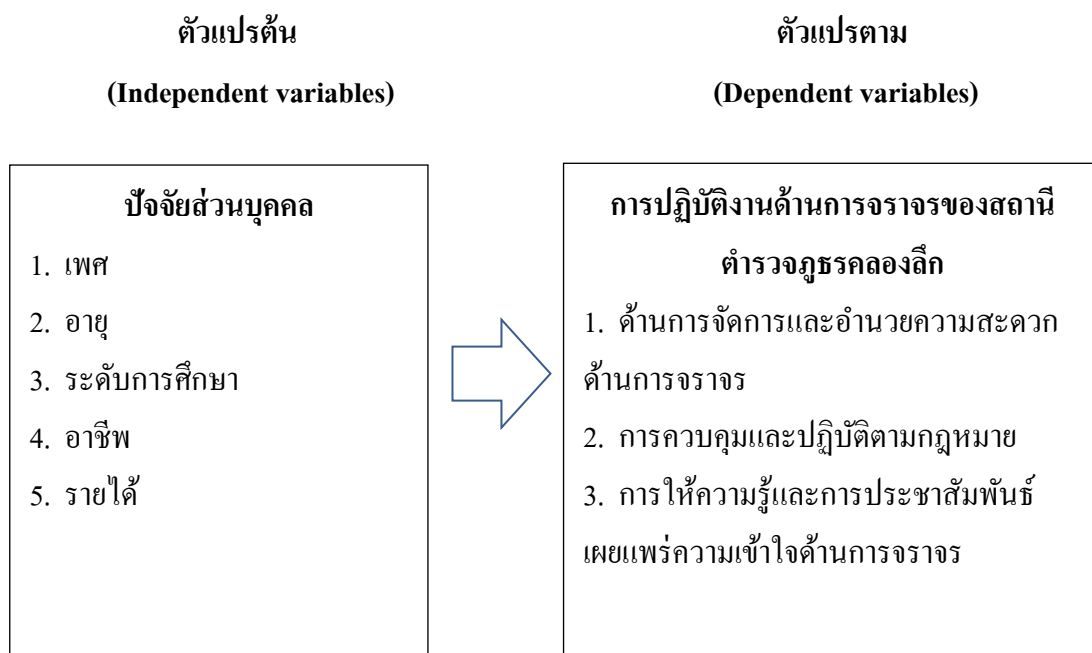 ตัวแปรต้น
(Independent variables)
ปัจจัยส่วนบุคคล
1. เพศ
2. อายุ
3. ระดับการศึกษา
4. อาชีพ
5. รายได้
ตัวแปรตาม
(Dependent variables)
การปฏิบัติงานด้านการจราจรของสถานี
ตำรวจภูธรคลองลึก
1. ด้านการจัดการและอำนวยความสะดวก
ด้านการจราจร
2. การควบคุมและปฏิบัติตามกฎหมาย
3. การให้ความรู้และการประชาสัมพันธ์
เผยแพร่ความเข้าใจด้านการจราจร